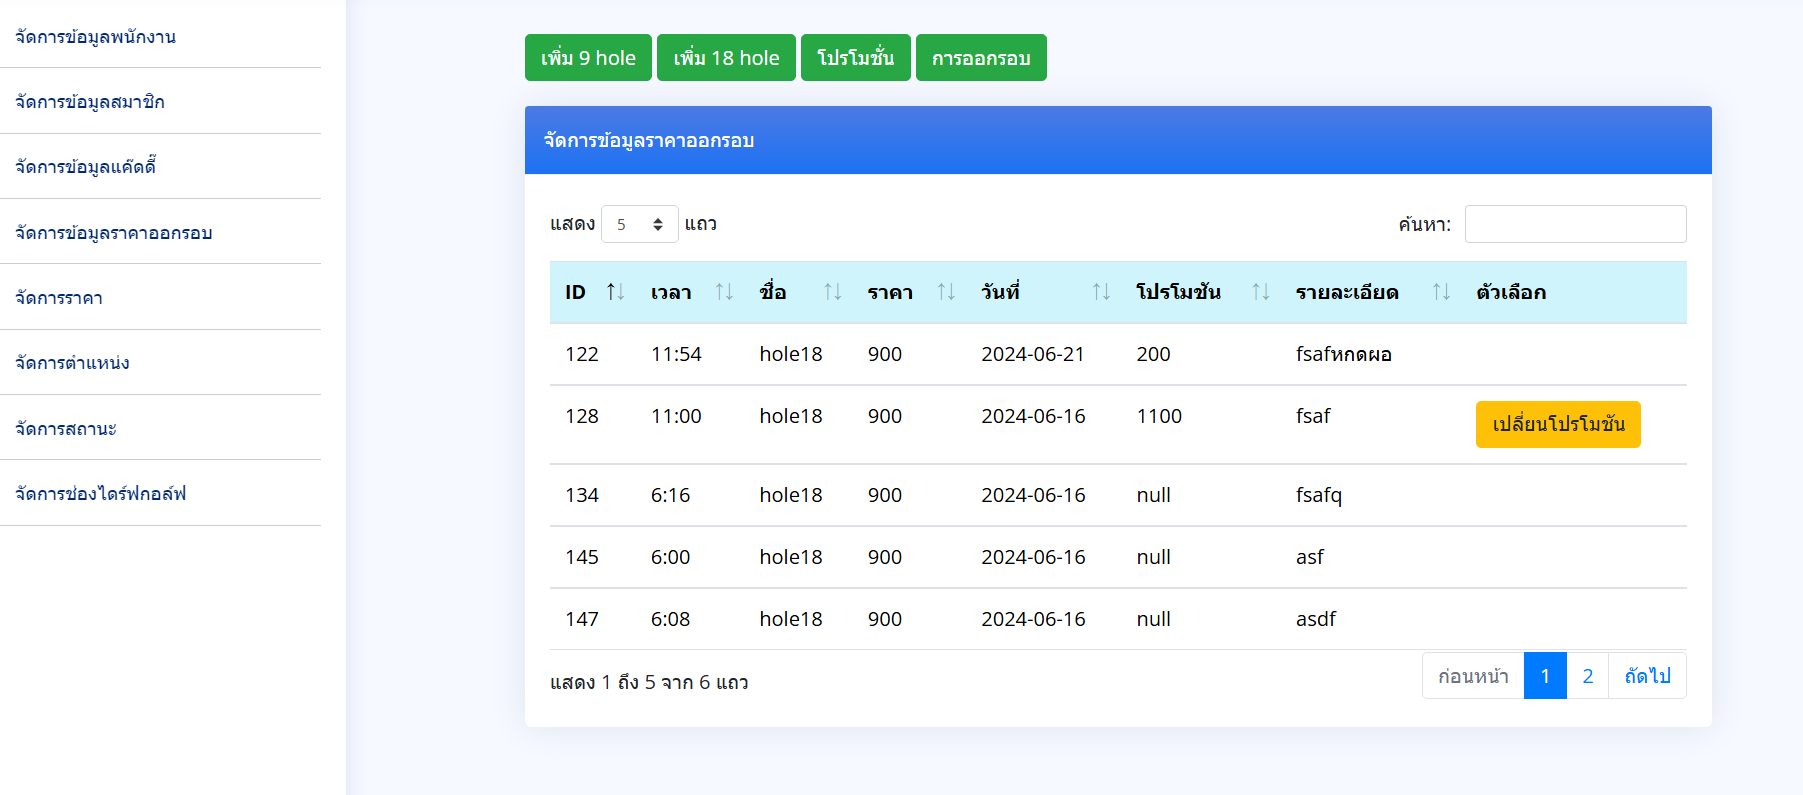 จัดการข้อมูลพนักงาน
จัดการข้อมูลสมาชิก
จัดการข้อมูลแค๊ดดี๊
จัดการข้อมูลราคาออกรอบ
จัดการราคา
จัดการตำแหน่ง
จัดการสถานะ
จัดการช่องไดร์ฟกอล์ฟ
เพิ่ม 9 hole เพิ่ม 18 hole โปรโมชั่น การออกรอบ
จัดการข้อมูลราคาออกรอบ
แสดง 5 แถว ค้นหา:
ID เวลา ชื่อ ราคา วันที่ โปรโมชัน รายละเอียด ตัวเลือก
122 11:54 hole18 900 2024-06-21 200 fsafหกดผอ
128 11:00 hole18 900 2024-06-16 1100 fsaf เปลี่ยนโปรโมชัน
134 6:16 hole18 900 2024-06-16 null fsafq
145 6:00 hole18 900 2024-06-16 null asf
147 6:08 hole18 900 2024-06-16 null asdf
แสดง 1 ถึง 5 จาก 6 แถว ก่อนหน้า 1 2 ถัดไป